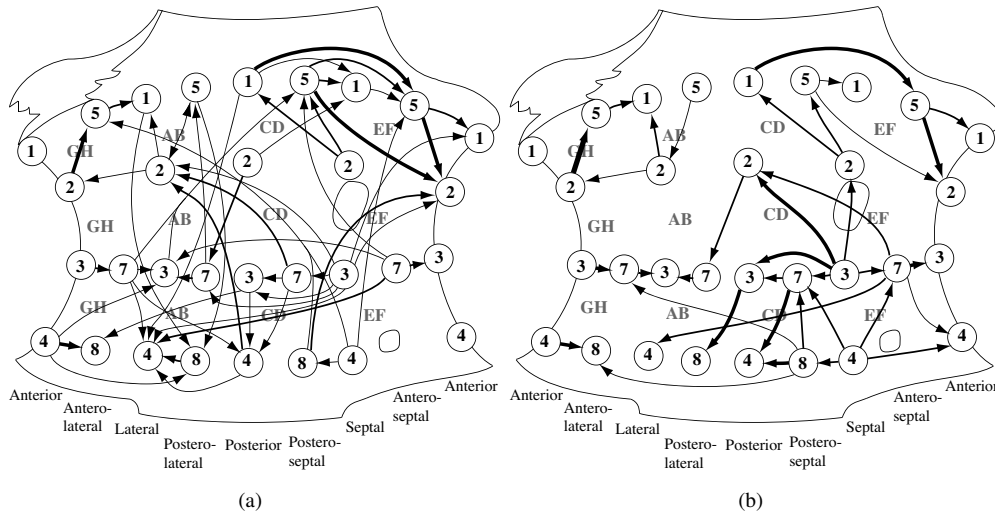 1 5 1 5 1 5
5 1 5 1
AB CD EF
1 GH 2 2 2 2
GH AB CD EF
3 7 3 7 3 7 3 7 3
GH AB CD EF
4 8 4 8 4 8 4 4
Anterior
Antero-
lateral
Lateral
Postero-
lateral
Posterior
Postero-
septal
Septal
Antero-
septal
Anterior
(a)
5 1 5 1
5 1 5 1
AB CD EF
1 GH 2 2 2 2 2
GH AB CD EF
3 7 3 7 3 7 3 7 3
GH AB CD EF
4 8 4 8 4 8 4 4
Anterior
Antero-
lateral
Lateral
Postero-
lateral
Posterior
Postero-
septal
Septal
Antero-
septal
Anterior
(b)